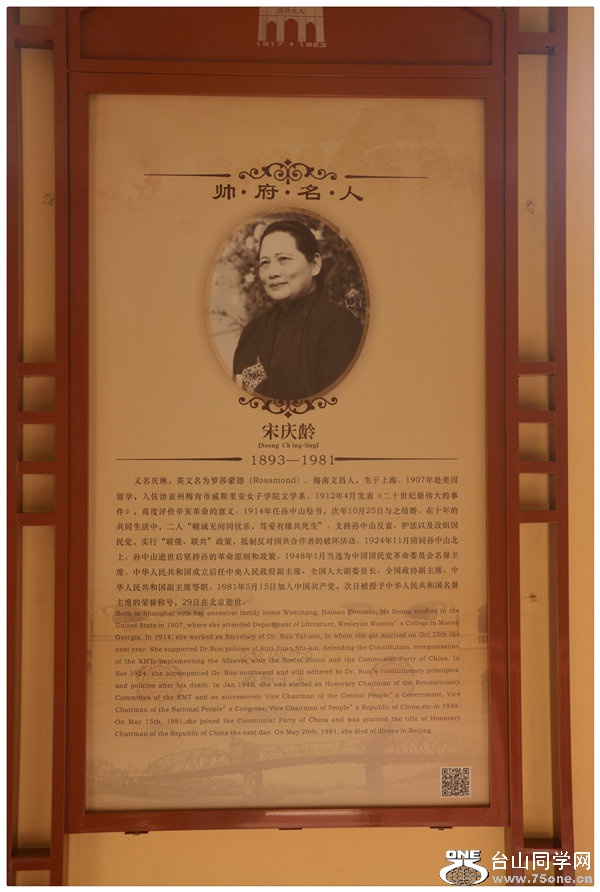 1917 • 1923
帅·府·名·人
宋庆龄
(Soong Ch'ing-ling)
1893—1981
又名庆琳，英文名为罗莎蒙德（Rosamond），海南文昌人，生于上海。1907年赴美国
留学，入佐治亚州梅肯市威斯里安女子学院文学系。1912年4月发表《二十世纪最伟大的事
件》，高度评价辛亥革命的意义。1914年任孙中山秘书，次年10月25日与之结婚。在十年的
共同生活中，二人“精诚无间同忧乐，笃爱有缘共死生”。支持孙中山反袁、护法以及改组国
民党，实行“联俄、联共”政策，抵制反对国共合作者的破坏活动。1924年11月陪同孙中山北
上。孙中山逝世后坚持孙的革命原则和政策。1948年1月当选为中国国民党革命委员会名誉主
席。中华人民共和国成立后任中央人民政府副主席、全国人大副委员长、全国政协副主席、中
华人民共和国副主席等职。1981年5月15日加入中国共产党，次日被授于中华人民共和国名誉
主席的荣誉称号，29日在北京逝世。
Born in Shanghai with her ancestral family home Wenchang, Hainan Province, Ms Soong studied in the
United State in 1907, where she attended Department of Literature, Wesleyan Women's College in Macon
Georgia. In 1914, she worked as Secretary of Dr. Sun Yat-sen, to whom she got married on Oct.25th the
next year. She supported Dr.Sun policies of Anti-Yuan Shi-kai, defending the Constitution, reorganization
of the KMT, implementing the Alliance with the Soviet Union and the Communist Party of China. In
Nov.1924, she accompanied Dr. Sun northward and still adhered to Dr. Sun's revolutionary principles
and policies after his death. In Jan.1948, she was elected as Honorary Chairman of the Revolutionary
Committee of the KMT and as successively Vice Chairman of the Central People's Government, Vice
Chairman of the National People's Congress, Vice Chairman of People's Republic of China,etc.in 1949.
On May 15th, 1981,she joined the Communist Party of China and was granted the title of Honorary
Chairman of the Republic of China the next day. On May 29th, 1981, she died of illness in Beijing.
ONE
台山同学网
www.75one.cn